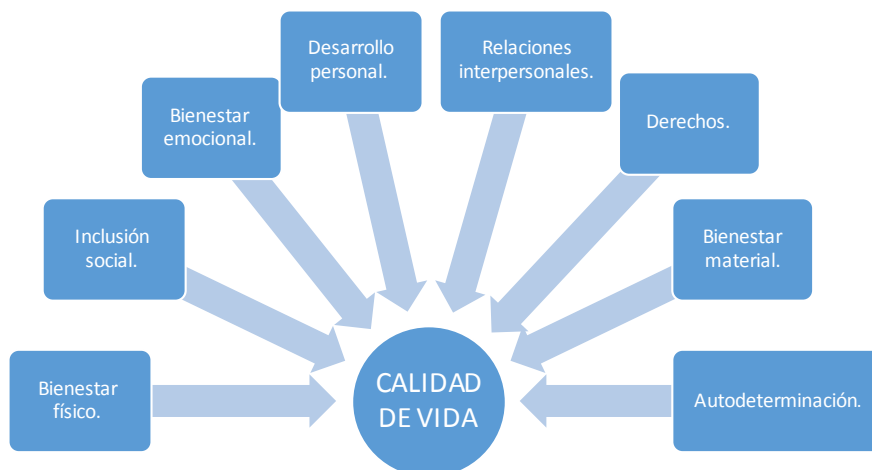 Desarrollo
personal.
Relaciones
interpersonales.
Bienestar
emocional.
Derechos.
Inclusión
social.
Bienestar
material.
Bienestar
físico.
CALIDAD
DE VIDA
Autodeterminación.